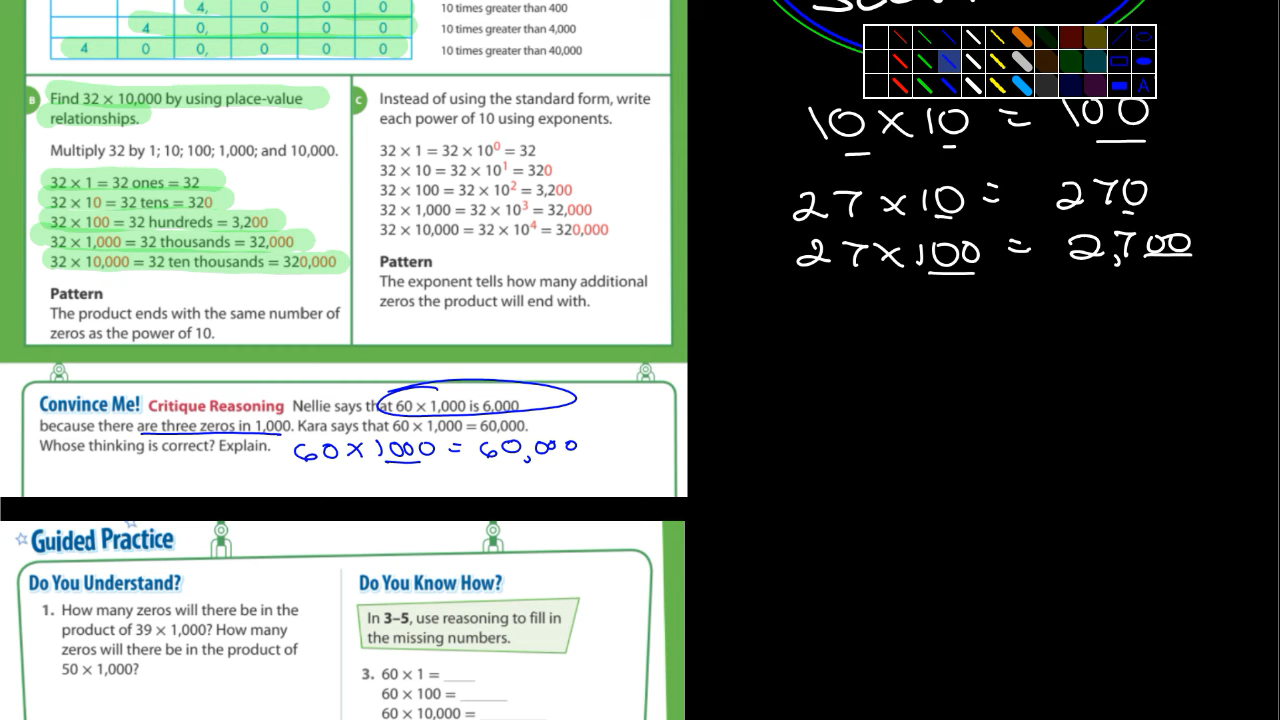 4, 0 0 0 10 times greater than 400
4 0, 0 0 0 10 times greater than 4,000
4 0 0, 0 0 0 10 times greater than 40,000
B Find 32 × 10,000 by using place-value
relationships.
Multiply 32 by 1; 10; 100; 1,000; and 10,000.
32 × 1 = 32 ones = 32
32 × 10 = 32 tens = 320
32 × 100 = 32 hundreds = 3,200
32 × 1,000 = 32 thousands = 32,000
32 × 10,000 = 32 ten thousands = 320,000
Pattern
The product ends with the same number of
zeros as the power of 10.
C Instead of using the standard form, write
each power of 10 using exponents.
32 × 1 = 32 × 10⁰ = 32
32 × 10 = 32 × 10¹ = 320
32 × 100 = 32 × 10² = 3,200
32 × 1,000 = 32 × 10³ = 32,000
32 × 10,000 = 32 × 10⁴ = 320,000
Pattern
The exponent tells how many additional
zeros the product will end with.
A
10 × 10 = 100
27 × 10 = 270
27 × 100 = 2,700
Convince Me! Critique Reasoning Nellie says that 60 × 1,000 is 6,000
because there are three zeros in 1,000. Kara says that 60 × 1,000 = 60,000.
Whose thinking is correct? Explain.
60 × 1000 = 60,000
Guided Practice
Do You Understand?
1. How many zeros will there be in the
product of 39 × 1,000? How many
zeros will there be in the product of
50 × 1,000?
Do You Know How?
In 3–5, use reasoning to fill in
the missing numbers.
3. 60 × 1 = ____
60 × 100 = ____
60 × 10,000 = ____